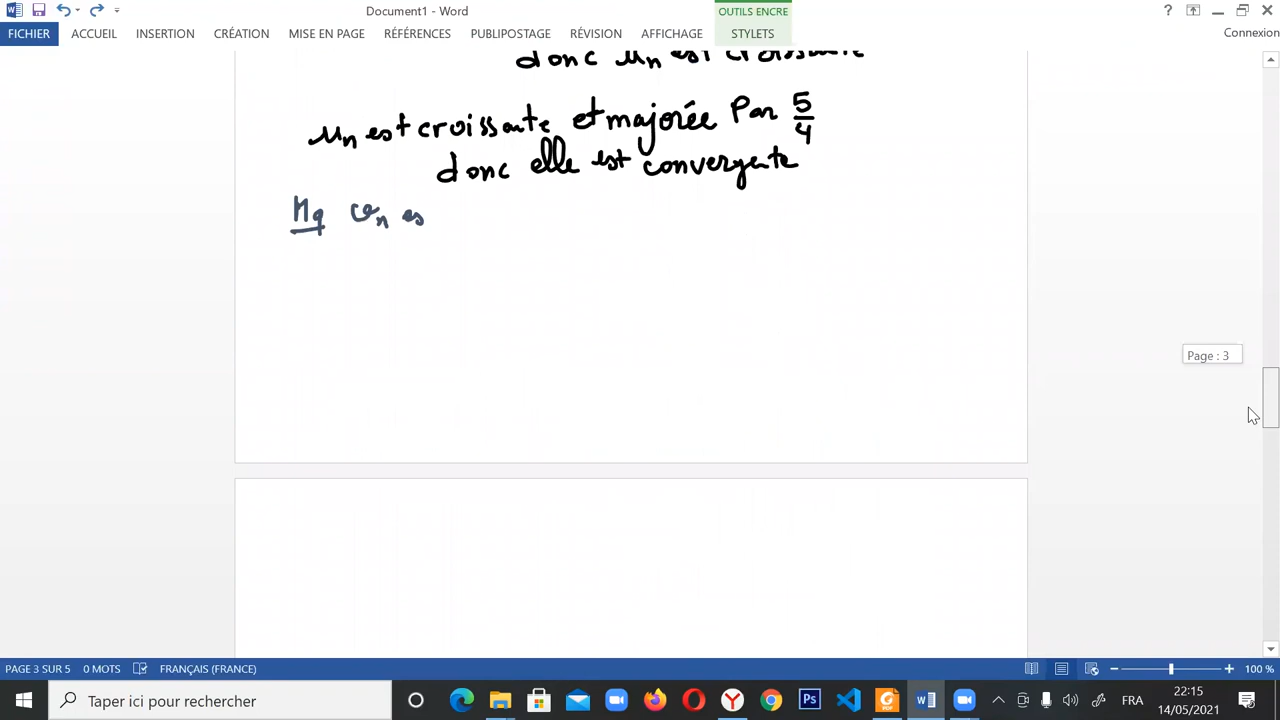 Document1 - Word
OUTILS ENCRE
FICHIER ACCUEIL INSERTION CRÉATION MISE EN PAGE RÉFÉRENCES PUBLIPOSTAGE RÉVISION AFFICHAGE STYLETS
Connexion
donc un est croissante
un est croissante et majorée Par 5/4
donc elle est convergente
Mq vn es
Page : 3
PAGE 3 SUR 5 0 MOTS FRANÇAIS (FRANCE) 100 %
Taper ici pour rechercher
FRA
22:15
14/05/2021